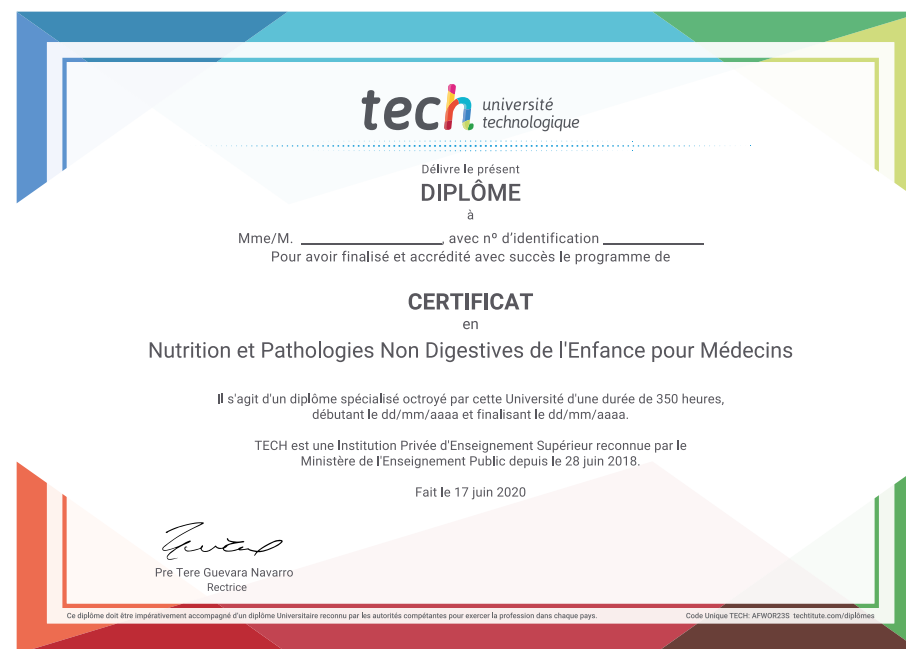 tech université
technologique
Délivre le présent
DIPLÔME
à
Mme/M. ____________________, avec nº d'identification ______________
Pour avoir finalisé et accrédité avec succès le programme de
CERTIFICAT
en
Nutrition et Pathologies Non Digestives de l'Enfance pour Médecins
Il s'agit d'un diplôme spécialisé octroyé par cette Université d'une durée de 350 heures,
débutant le dd/mm/aaaa et finalisant le dd/mm/aaaa.
TECH est une Institution Privée d'Enseignement Supérieur reconnue par le
Ministère de l'Enseignement Public depuis le 28 juin 2018.
Fait le 17 juin 2020
Pre Tere Guevara Navarro
Rectrice
Ce diplôme doit être impérativement accompagné d'un diplôme Universitaire reconnu par les autorités compétantes pour exercer la profession dans chaque pays. Code Unique TECH: AFWOR23S techtitute.com/diplômes